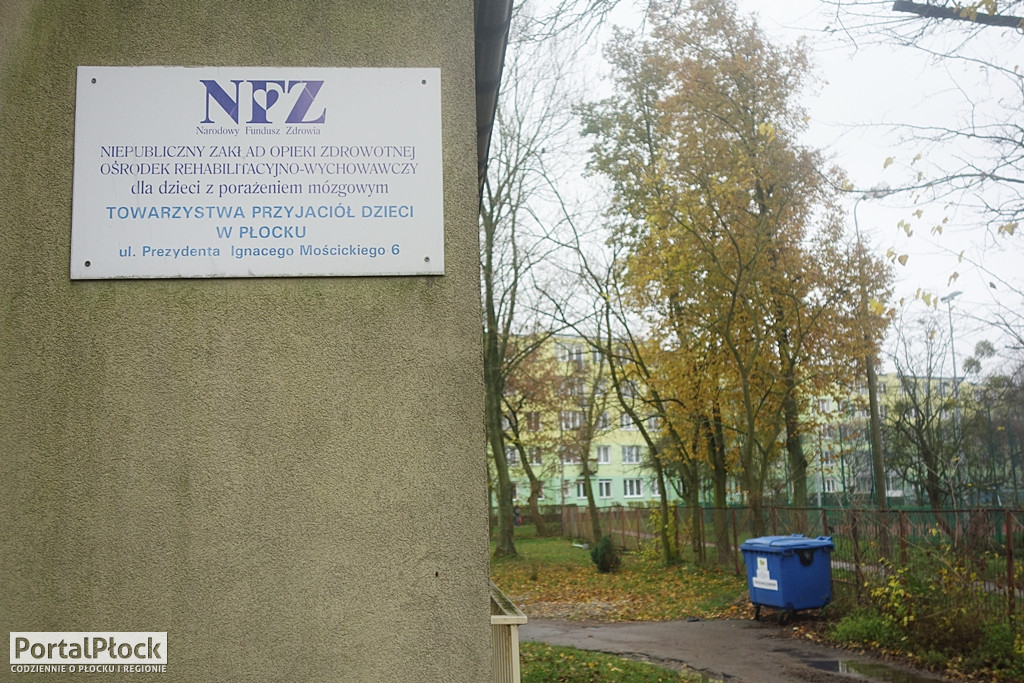 NFZ
Narodowy Fundusz Zdrowia
NIEPUBLICZNY ZAKŁAD OPIEKI ZDROWOTNEJ
OŚRODEK REHABILITACYJNO-WYCHOWAWCZY
dla dzieci z porażeniem mózgowym
TOWARZYSTWA PRZYJACIÓŁ DZIECI
W PŁOCKU
ul. Prezydenta Ignacego Mościckiego 6
PortalPłock
CODZIENNIE O PŁOCKU I REGIONIE